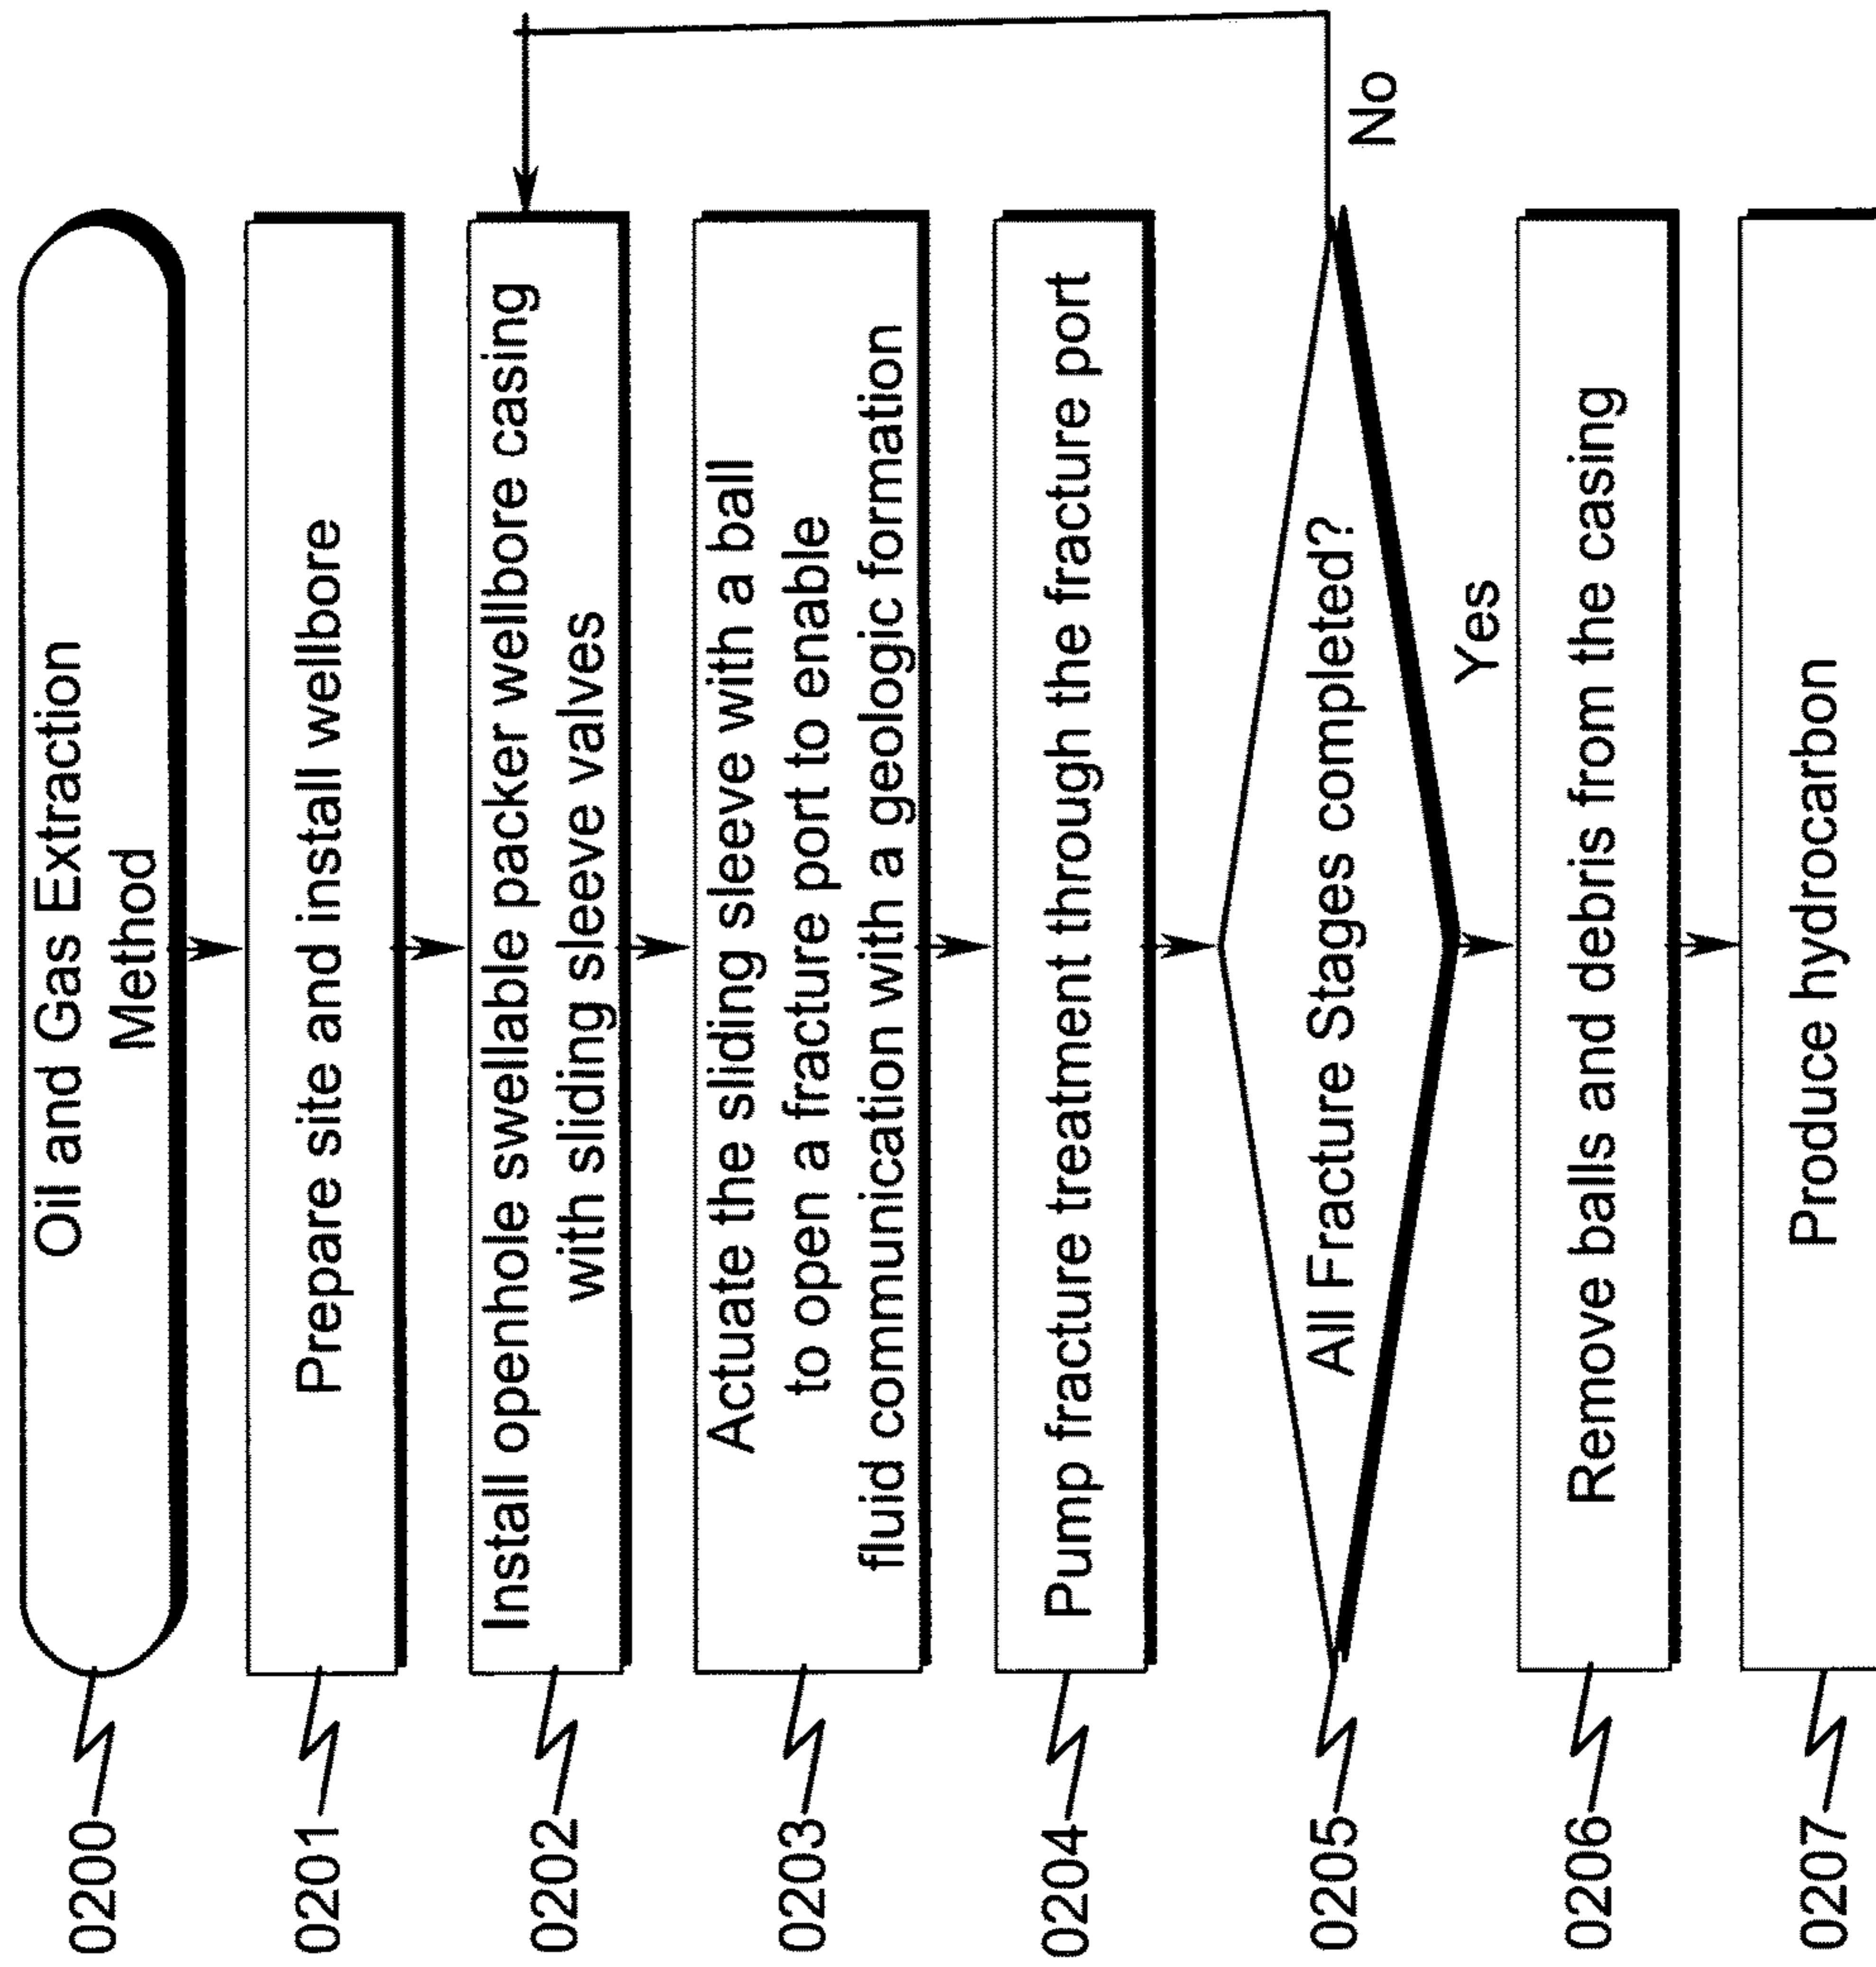 0200
Oil and Gas Extraction
Method
0201
Prepare site and install wellbore
0202
Install openhole swellable packer wellbore casing
with sliding sleeve valves
0203
Actuate the sliding sleeve with a ball
to open a fracture port to enable
fluid communication with a geologic formation
0204
Pump fracture treatment through the fracture port
0205
All Fracture Stages completed?
No
Yes
0206
Remove balls and debris from the casing
0207
Produce hydrocarbon